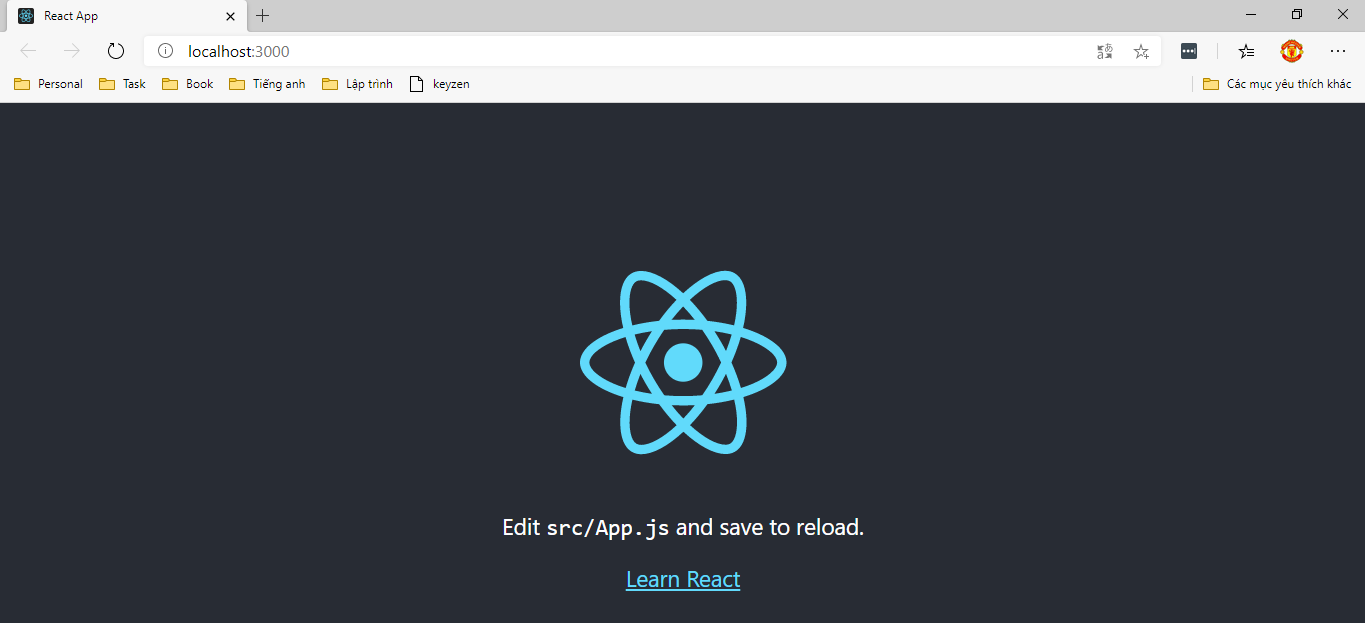 React App
localhost:3000
Personal Task Book Tiếng anh Lập trình keyzen Các mục yêu thích khác
Edit src/App.js and save to reload.
Learn React